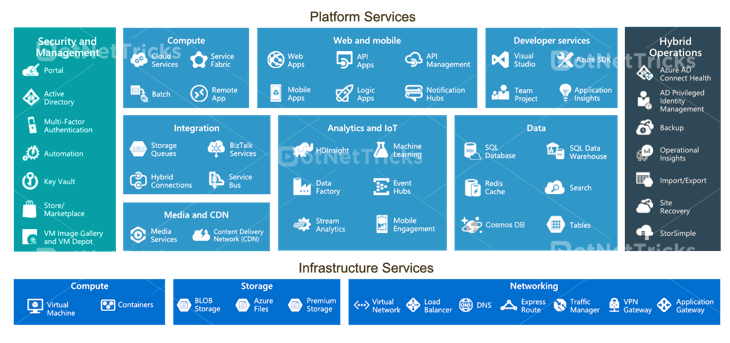 Platform Services
Security and
Management
Portal
Active
Directory
Multi-Factor
Authentication
Automation
Key Vault
Store/
Marketplace
VM Image Gallery
and VM Depot
Compute
Cloud
Services
Service
Fabric
Batch
Remote
App
Web and mobile
Web
Apps
API
Apps
API
Management
Mobile
Apps
Logic
Apps
Notification
Hubs
Developer services
Visual
Studio
Azure SDK
Team
Project
Application
Insights
Hybrid
Operations
Azure AD
Connect Health
AD Privileged
Identity
Management
Backup
Operational
Insights
Import/Export
Site
Recovery
StorSimple
Integration
Storage
Queues
BizTalk
Services
Hybrid
Connections
Service
Bus
Analytics and IoT
HDInsight
Machine
Learning
Data
Factory
Event
Hubs
Stream
Analytics
Mobile
Engagement
Data
SQL
Database
SQL Data
Warehouse
Redis
Cache
Search
Cosmos DB
Tables
Media and CDN
Media
Services
Content Delivery
Network (CDN)
DotNetTricks
DotNetTricks
DotNetTricks
DotNetTricks
DotNetTricks
Infrastructure Services
Compute
Virtual
Machine
Containers
Storage
BLOB
Storage
Azure
Files
Premium
Storage
Networking
Virtual
Network
Load
Balancer
DNS
Express
Route
Traffic
Manager
VPN
Gateway
Application
Gateway